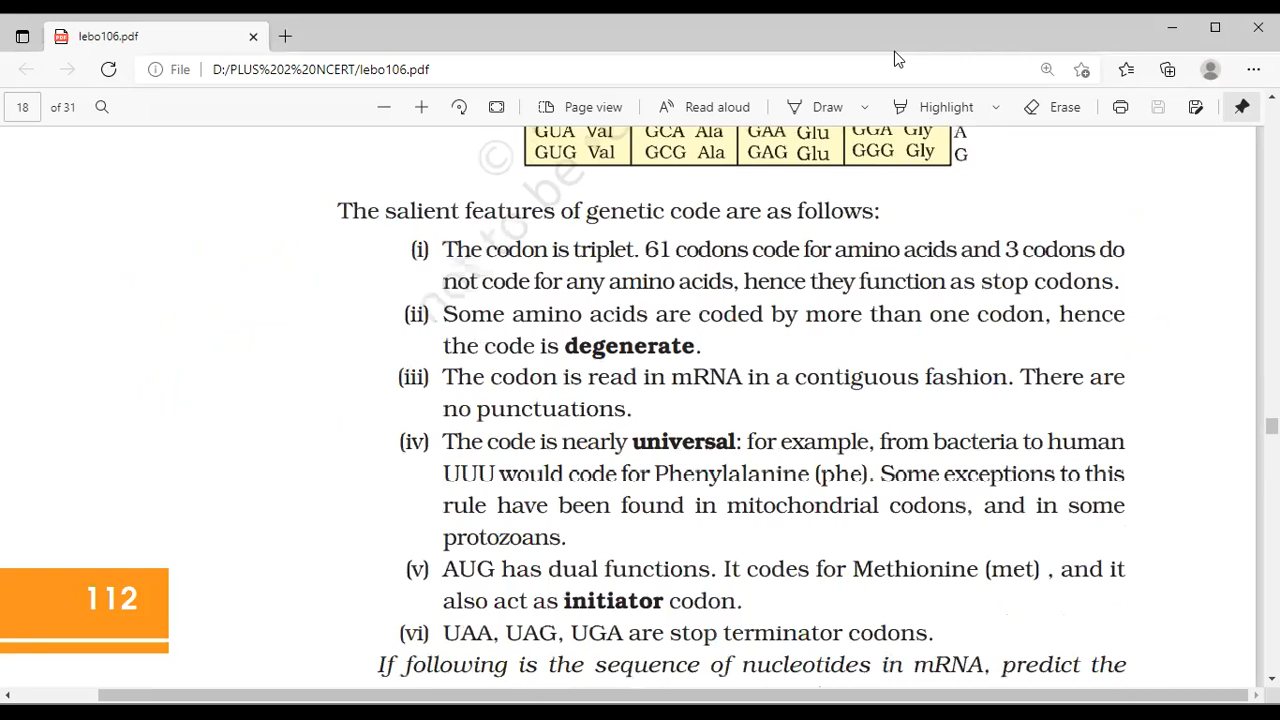 lebo106.pdf
File D:/PLUS%202%20NCERT/lebo106.pdf
18 of 31 Page view Read aloud Draw Highlight Erase
GUA Val GCA Ala GAA Glu GGA Gly A
GUG Val GCG Ala GAG Glu GGG Gly G
© not to be
The salient features of genetic code are as follows:
(i) The codon is triplet. 61 codons code for amino acids and 3 codons do
not code for any amino acids, hence they function as stop codons.
(ii) Some amino acids are coded by more than one codon, hence
the code is degenerate.
(iii) The codon is read in mRNA in a contiguous fashion. There are
no punctuations.
(iv) The code is nearly universal: for example, from bacteria to human
UUU would code for Phenylalanine (phe). Some exceptions to this
rule have been found in mitochondrial codons, and in some
protozoans.
(v) AUG has dual functions. It codes for Methionine (met) , and it
also act as initiator codon.
(vi) UAA, UAG, UGA are stop terminator codons.
If following is the sequence of nucleotides in mRNA, predict the
112